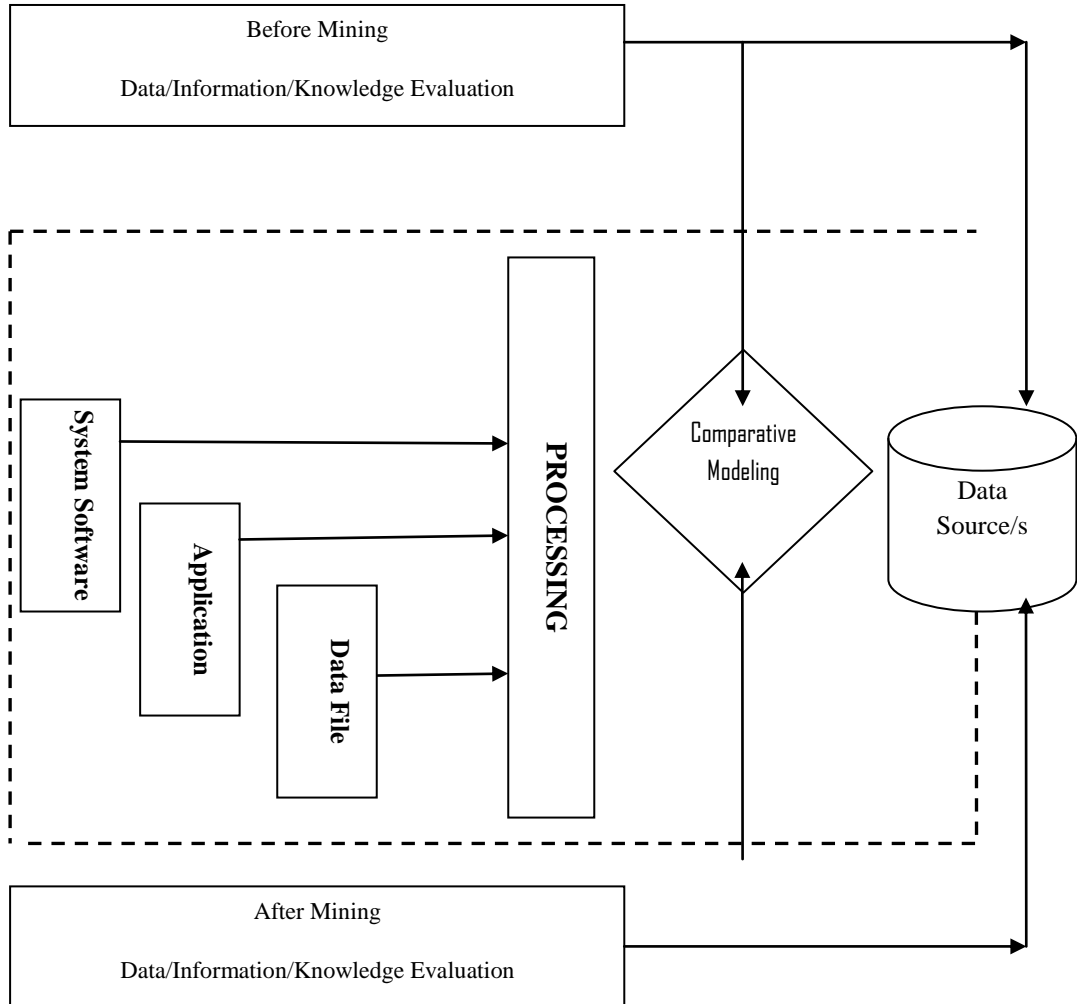 Before Mining
Data/Information/Knowledge Evaluation
System Software
Application
Data File
PROCESSING
Comparative
Modeling
Data
Source/s
After Mining
Data/Information/Knowledge Evaluation